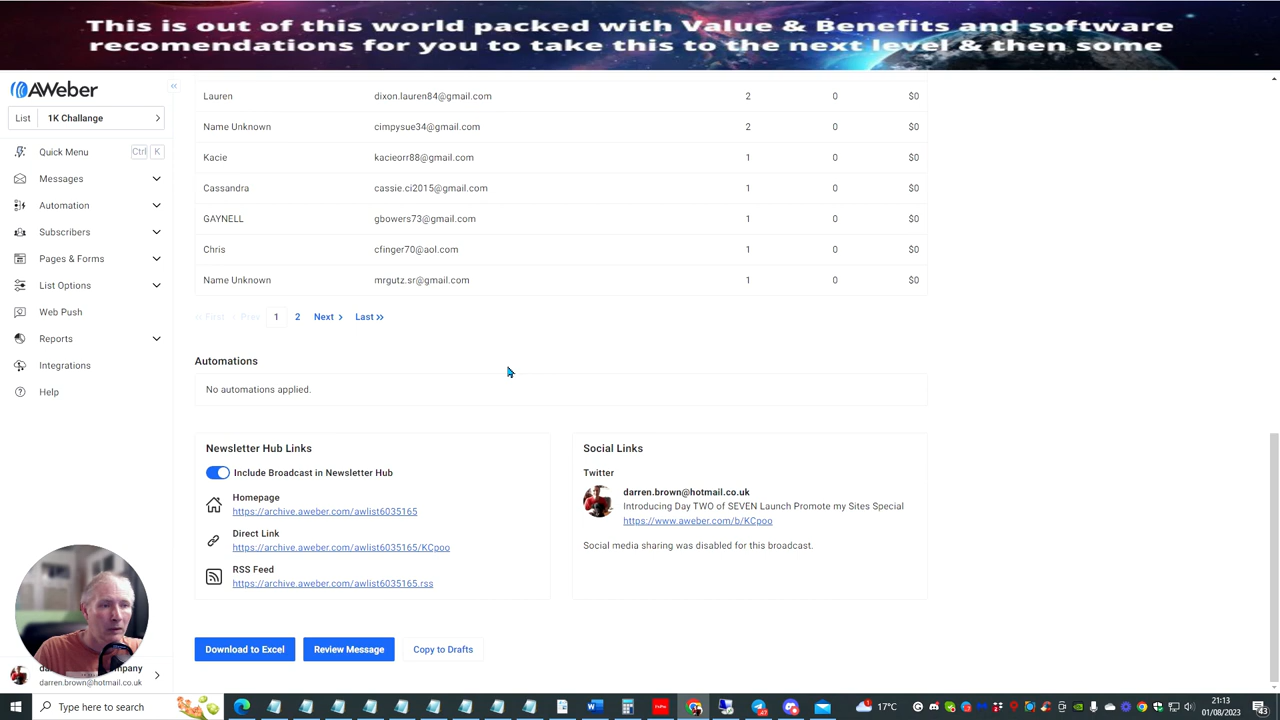 This is out of this world packed with Value & Benefits and software
recomendations for you to take this to the next level & then some
AWeber
List 1K Challange
Quick Menu Ctrl K
Messages
Automation
Subscribers
Pages & Forms
List Options
Web Push
Reports
Integrations
Help
Lauren dixon.lauren84@gmail.com 2 0 $0
Name Unknown cimpysue34@gmail.com 2 0 $0
Kacie kacieorr88@gmail.com 1 0 $0
Cassandra cassie.ci2015@gmail.com 1 0 $0
GAYNELL gbowers73@gmail.com 1 0 $0
Chris cfinger70@aol.com 1 0 $0
Name Unknown mrgutz.sr@gmail.com 1 0 $0
« First ‹ Prev 1 2 Next › Last »
Automations
No automations applied.
Newsletter Hub Links
Include Broadcast in Newsletter Hub
Homepage
https://archive.aweber.com/awlist6035165
Direct Link
https://archive.aweber.com/awlist6035165/KCpoo
RSS Feed
https://archive.aweber.com/awlist6035165.rss
Social Links
Twitter
darren.brown@hotmail.co.uk
Introducing Day TWO of SEVEN Launch Promote my Sites Special
https://www.aweber.com/b/KCpoo
Social media sharing was disabled for this broadcast.
Download to Excel Review Message Copy to Drafts
darren.brown@hotmail.co.uk
Type here to search
17°C
21:13
01/08/2023